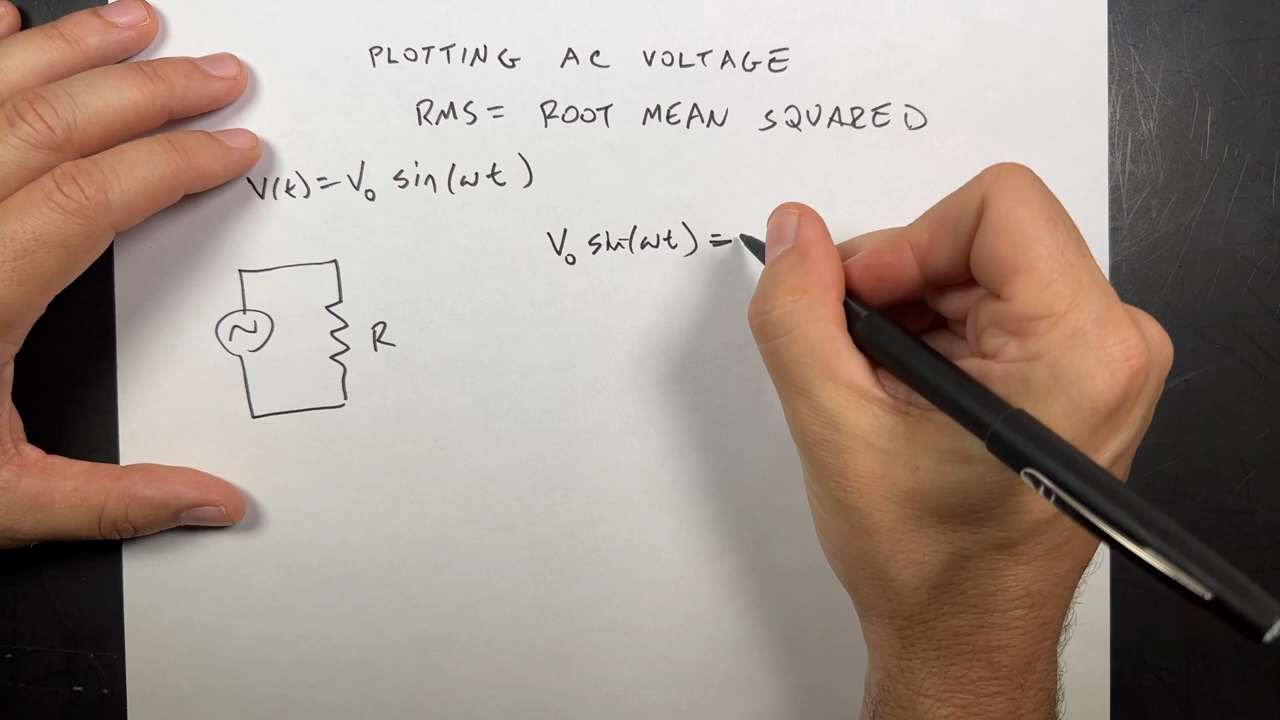 PLOTTING AC VOLTAGE
RMS = ROOT MEAN SQUARED
V(t) = V₀ sin(ωt)
V₀ sin(ωt) =
R